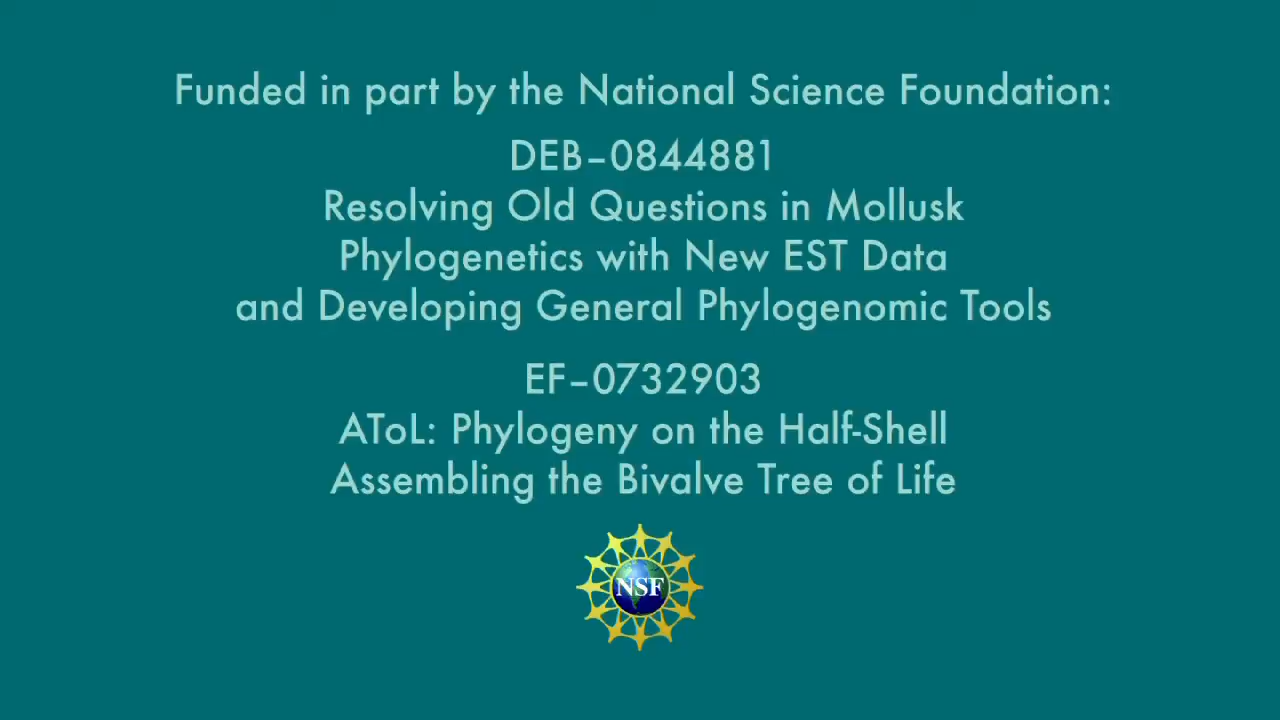 Funded in part by the National Science Foundation:
DEB–0844881
Resolving Old Questions in Mollusk
Phylogenetics with New EST Data
and Developing General Phylogenomic Tools
EF–0732903
AToL: Phylogeny on the Half-Shell
Assembling the Bivalve Tree of Life
NSF